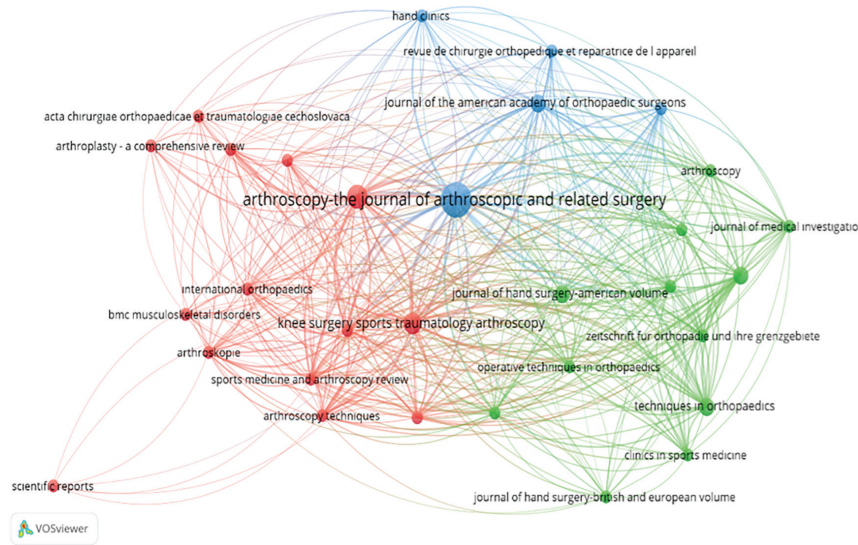 hand clinics
revue de chirurgie orthopedique et reparatrice de l appareil
journal of the american academy of orthopaedic surgeons
acta chirurgiae orthopaedicae et traumatologiae cechoslovaca
arthroplasty - a comprehensive review
arthroscopy
arthroscopy-the journal of arthroscopic and related surgery
journal of medical investigatio
international orthopaedics
journal of hand surgery-american volume
bmc musculoskeletal disorders
knee surgery sports traumatology arthroscopy
zeitschrift fur orthopadie und ihre grenzgebiete
arthroskopie
operative techniques in orthopaedics
sports medicine and arthroscopy review
techniques in orthopaedics
arthroscopy techniques
clinics in sports medicine
scientific reports
journal of hand surgery-british and european volume
VOSviewer